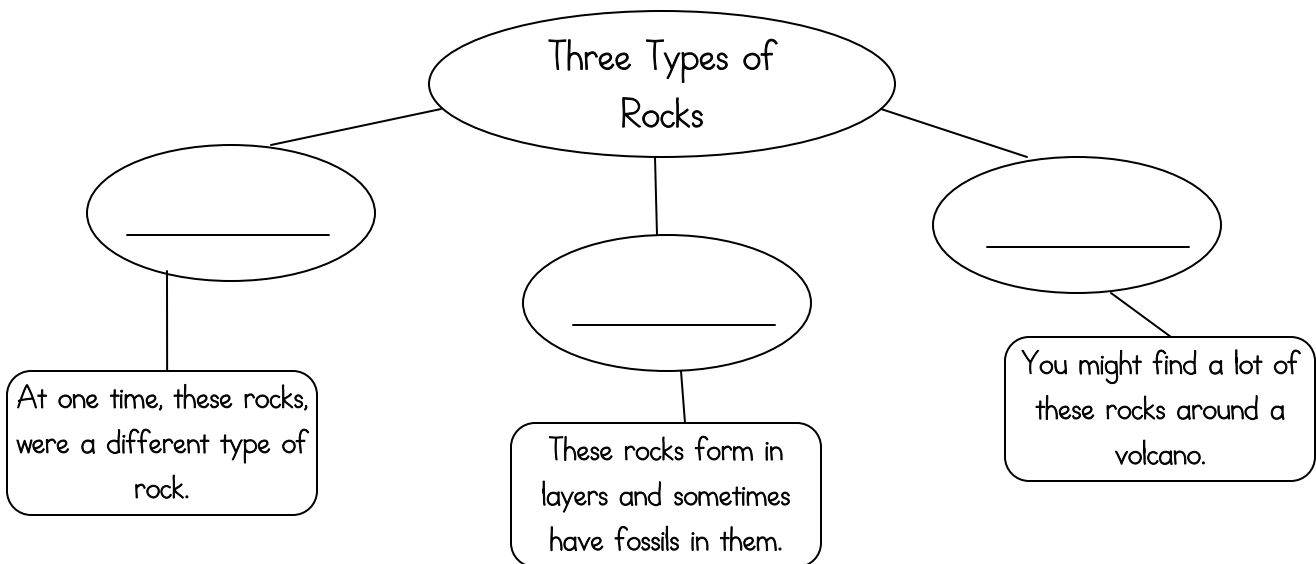 Three Types of
Rocks
At one time, these rocks,
were a different type of
rock.
These rocks form in
layers and sometimes
have fossils in them.
You might find a lot of
these rocks around a
volcano.